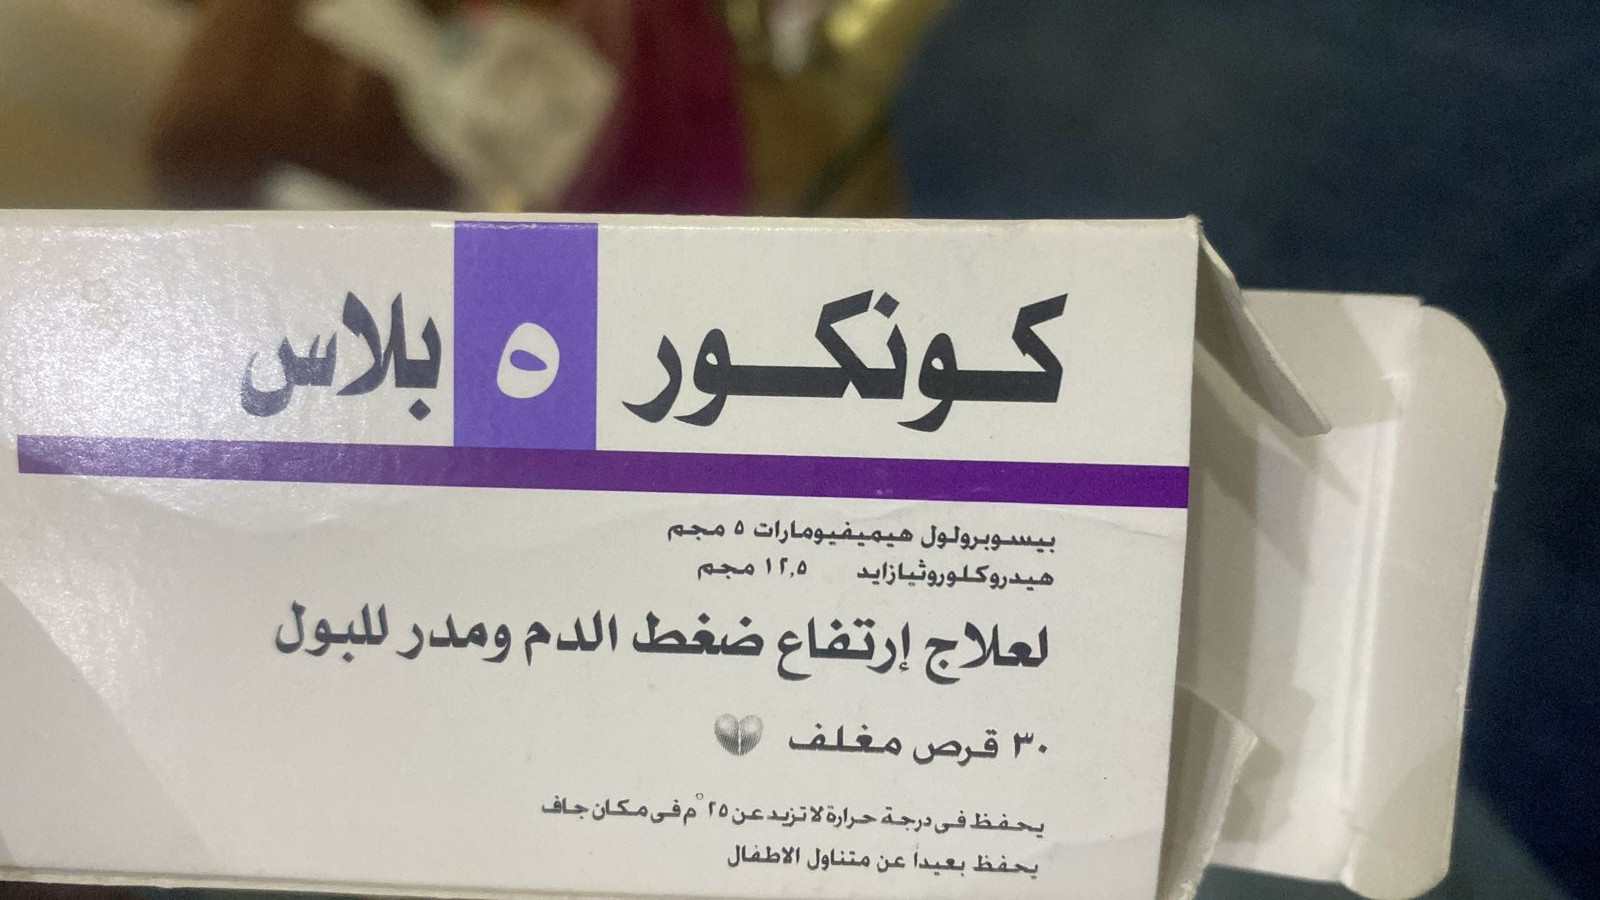 كونكور ٥ بلاس
بيسوبرولول هيميفيومارات ٥ مجم
هيدروكلوروثيازايد ١٢,٥ مجم
لعلاج إرتفاع ضغط الدم ومدر للبول
٣٠ قرص مغلف
يحفظ فى درجة حرارة لا تزيد عن ٢٥ °م فى مكان جاف
يحفظ بعيدا عن متناول الاطفال